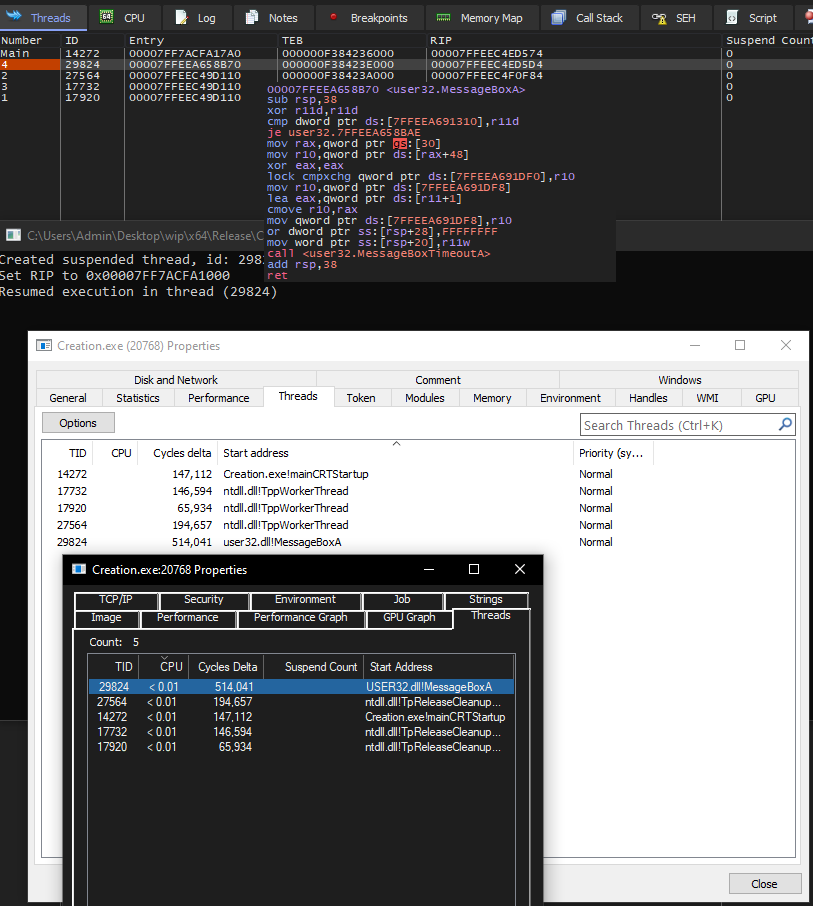 Threads CPU Log Notes Breakpoints Memory Map Call Stack SEH Script
Number ID Entry TEB RIP Suspend Count
Main 14272 00007FF7ACFA17A0 000000F384236000 00007FFEEC4ED574 0
4 29824 00007FFEEA658B70 000000F38423E000 00007FFEEC4ED5D4 0
2 27564 00007FFEEC49D110 000000F38423A000 00007FFEEC4F0F84 0
3 17732 00007FFEEC49D110 0
1 17920 00007FFEEC49D110 0
00007FFEEA658B70 <user32.MessageBoxA>
sub rsp,38
xor r11d,r11d
cmp dword ptr ds:[7FFEEA691310],r11d
je user32.7FFEEA658BAE
mov rax,qword ptr gs:[30]
mov r10,qword ptr ds:[rax+48]
xor eax,eax
lock cmpxchg qword ptr ds:[7FFEEA691DF0],r10
mov r10,qword ptr ds:[7FFEEA691DF8]
lea eax,qword ptr ds:[r11+1]
cmove r10,rax
mov qword ptr ds:[7FFEEA691DF8],r10
or dword ptr ss:[rsp+28],FFFFFFFF
mov word ptr ss:[rsp+20],r11w
call <user32.MessageBoxTimeoutA>
add rsp,38
ret
C:\Users\Admin\Desktop\wip\x64\Release\C
Created suspended thread, id: 298
Set RIP to 0x00007FF7ACFA1000
Resumed execution in thread (29824)
Creation.exe (20768) Properties
Disk and Network Comment Windows
General Statistics Performance Threads Token Modules Memory Environment Handles WMI GPU
Options Search Threads (Ctrl+K)
TID CPU Cycles delta Start address Priority (sy...
14272 147,112 Creation.exe!mainCRTStartup Normal
17732 146,594 ntdll.dll!TppWorkerThread Normal
17920 65,934 ntdll.dll!TppWorkerThread Normal
27564 194,657 ntdll.dll!TppWorkerThread Normal
29824 514,041 user32.dll!MessageBoxA Normal
Creation.exe:20768 Properties
TCP/IP Security Environment Job Strings
Image Performance Performance Graph GPU Graph Threads
Count: 5
TID CPU Cycles Delta Suspend Count Start Address
29824 < 0.01 514,041 USER32.dll!MessageBoxA
27564 < 0.01 194,657 ntdll.dll!TpReleaseCleanup...
14272 < 0.01 147,112 Creation.exe!mainCRTStartup
17732 < 0.01 146,594 ntdll.dll!TpReleaseCleanup...
17920 < 0.01 65,934 ntdll.dll!TpReleaseCleanup...
Close